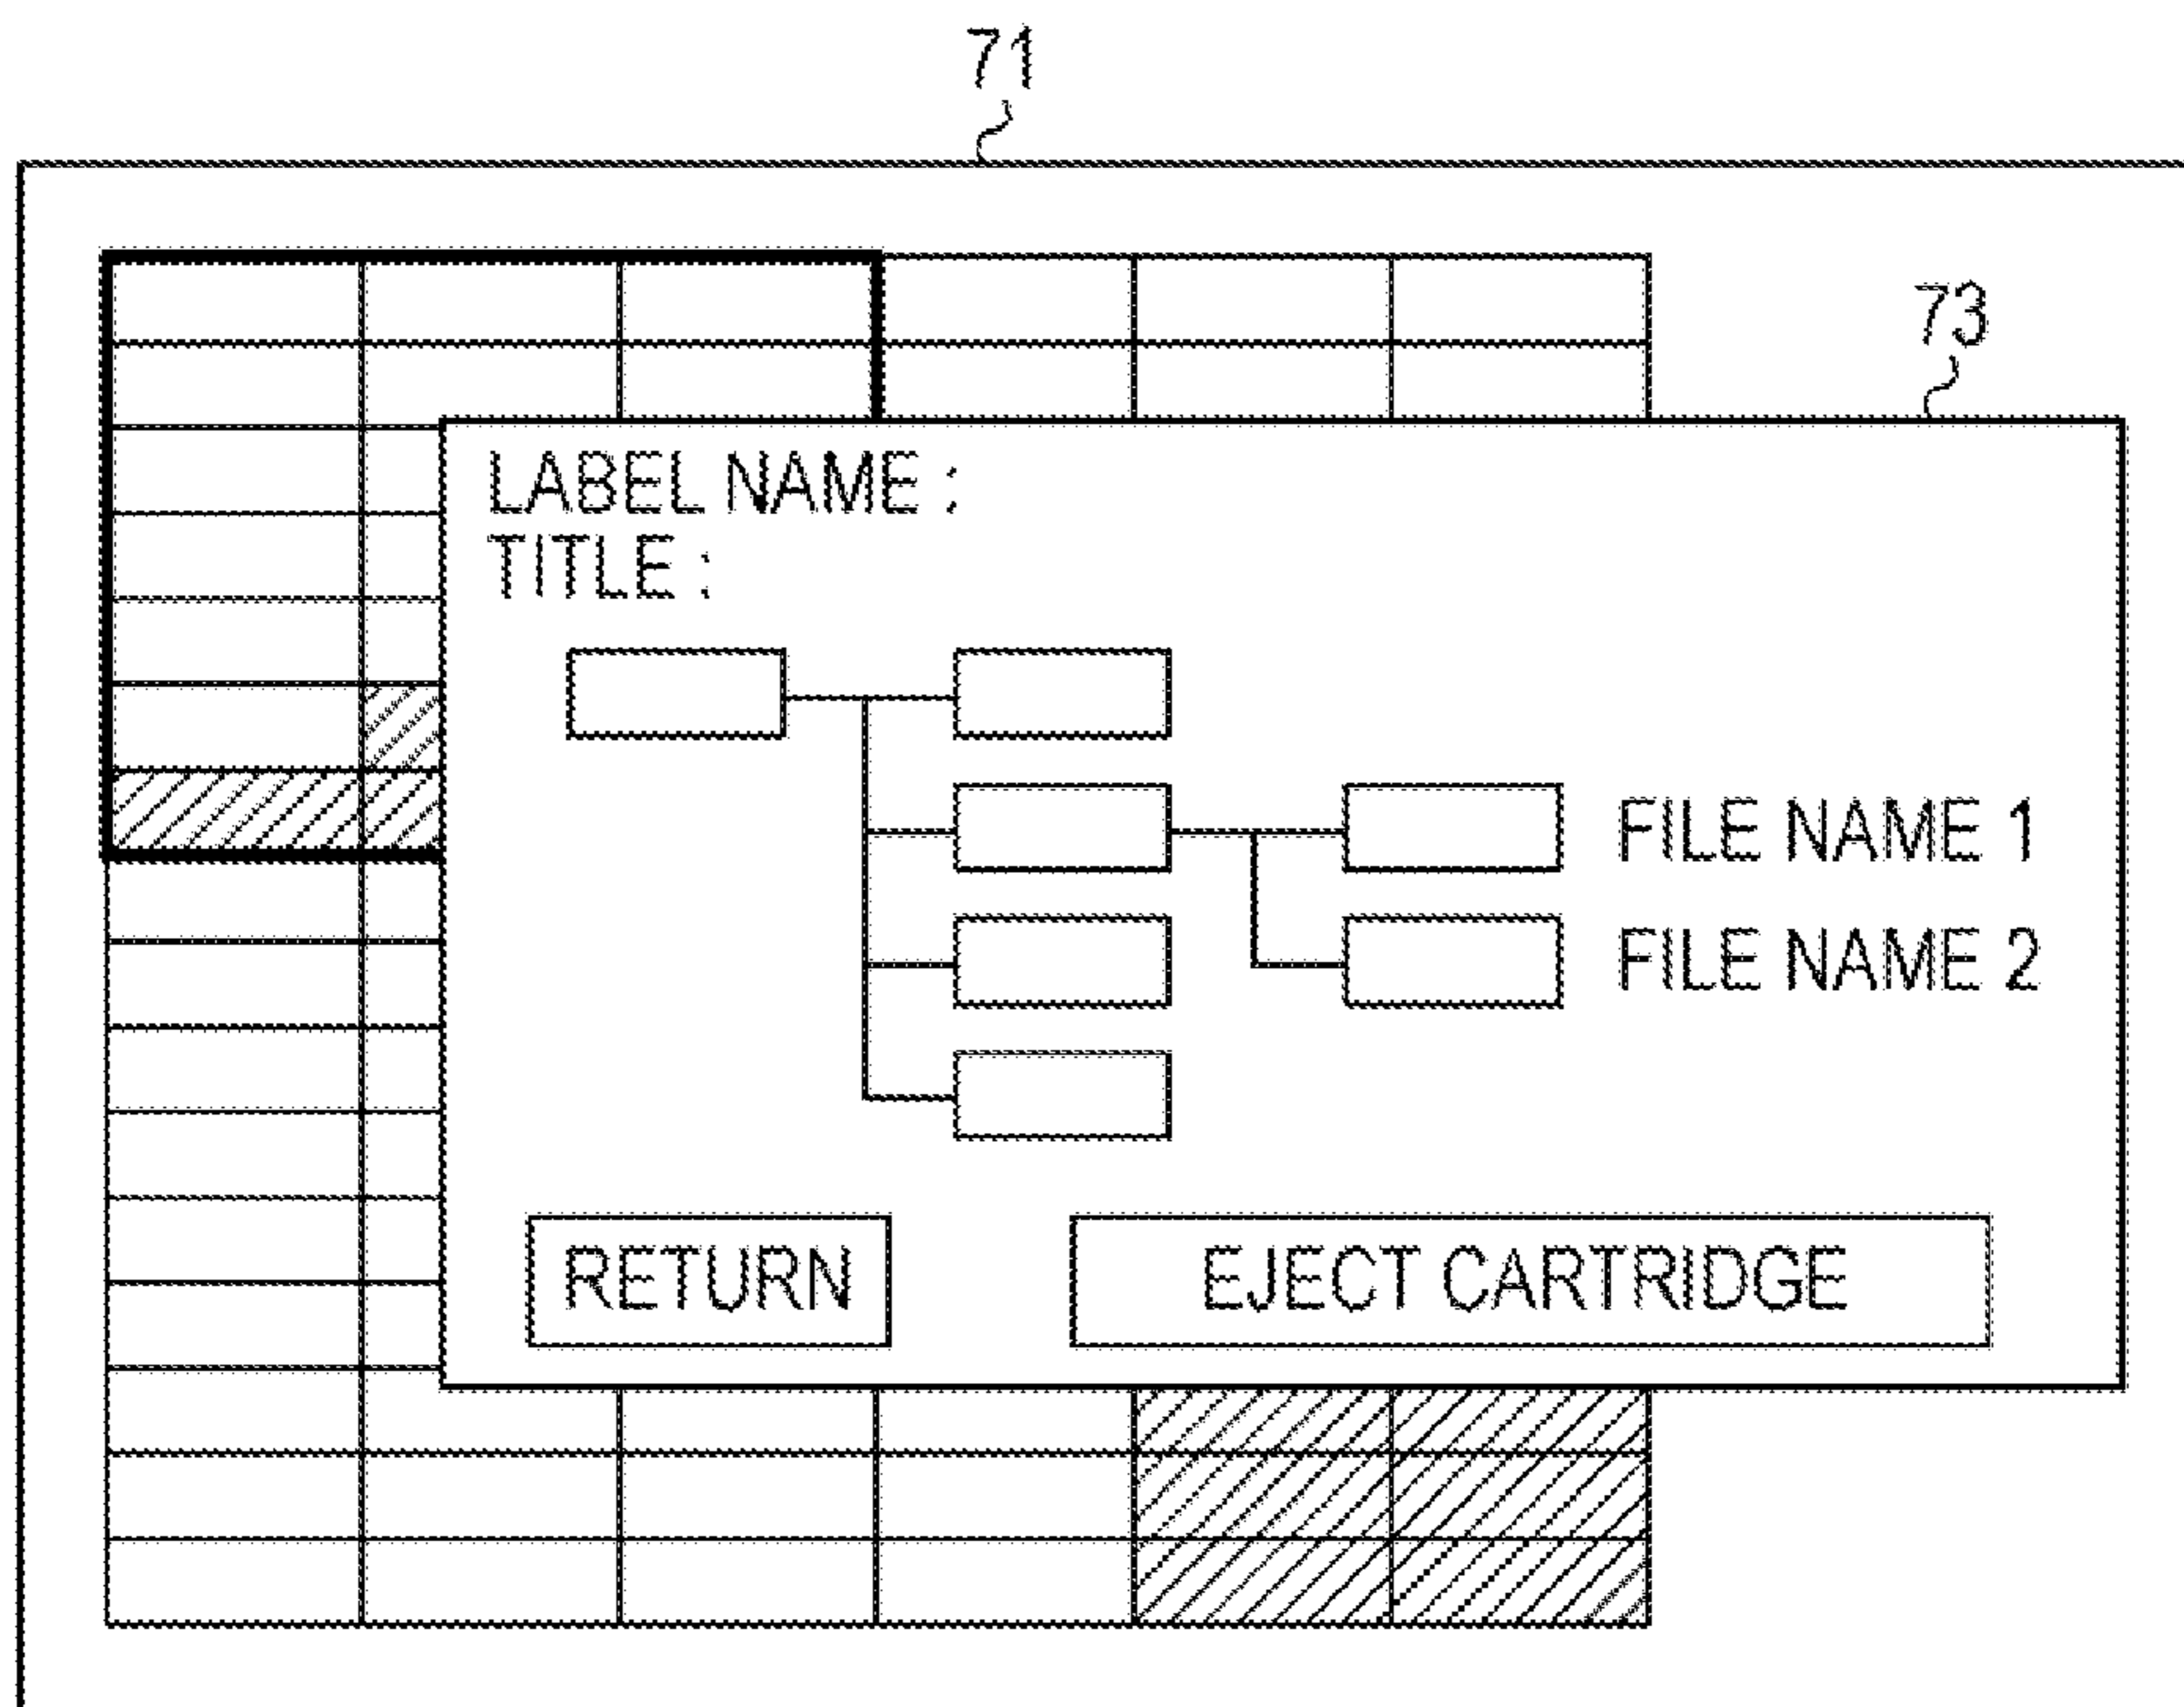 71
73
LABEL NAME :
TITLE :
FILE NAME 1
FILE NAME 2
RETURN
EJECT CARTRIDGE